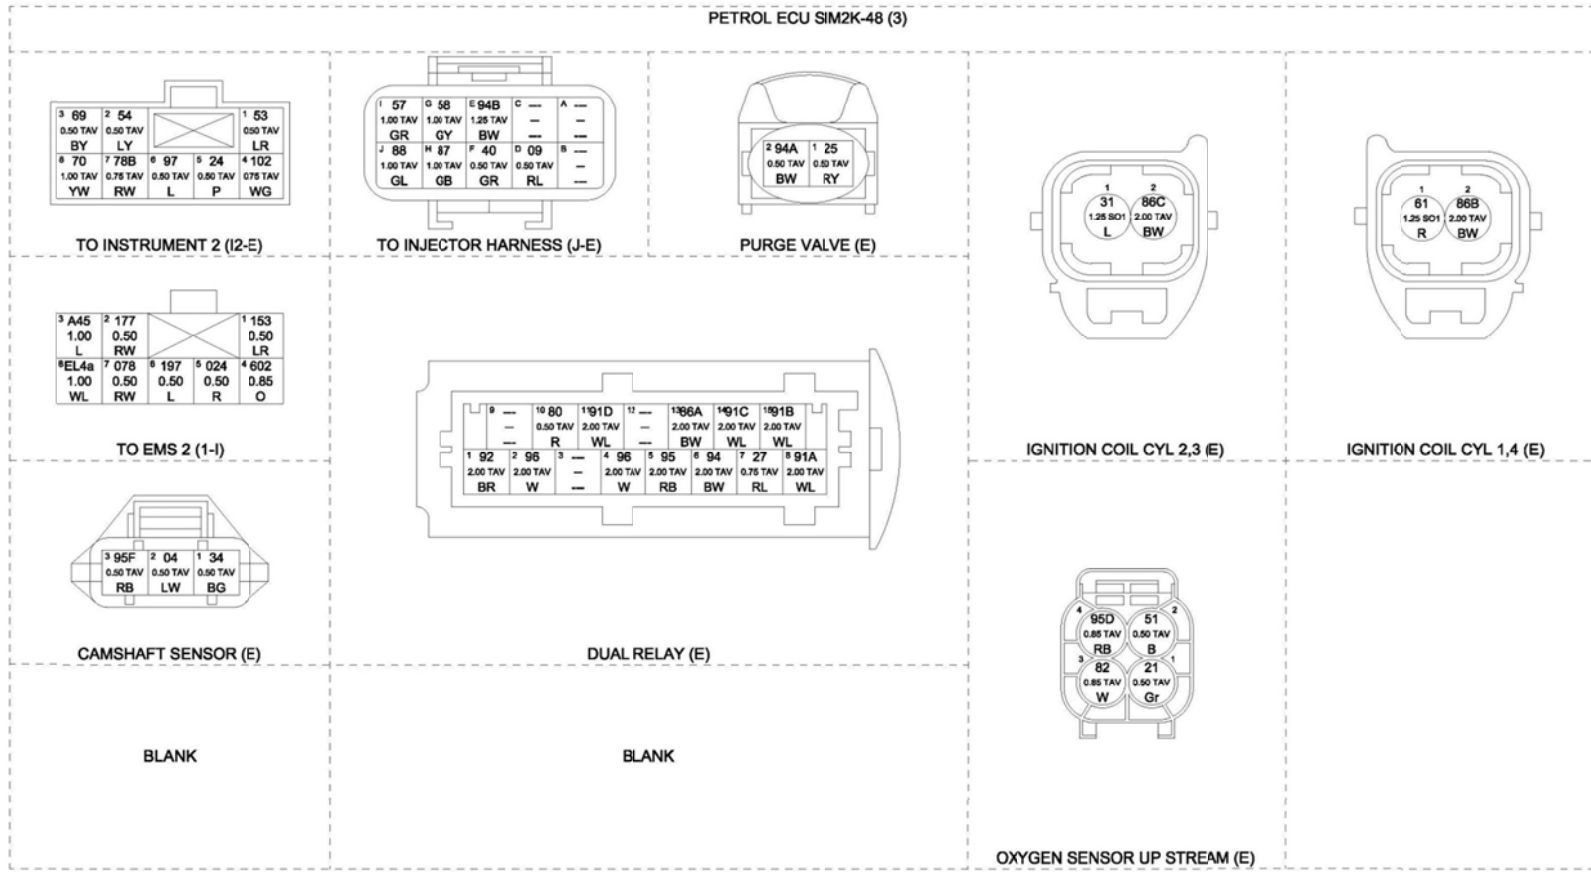 PETROL ECU SIM2K-48 (3)
3 69 2 54 1 53
0.50 TAV 0.50 TAV 0.50 TAV
BY LY LR
8 70 7 78B 6 97 5 24 4 102
1.00 TAV 0.75 TAV 0.50 TAV 0.50 TAV 0.75 TAV
YW RW L P WG
TO INSTRUMENT 2 (I2-E)
I 57 G 58 E 94B C --- A ---
1.00 TAV 1.00 TAV 1.25 TAV – –
GR GY BW --- ---
J 88 H 87 F 40 D 09 B ---
1.00 TAV 1.00 TAV 0.50 TAV 0.50 TAV –
GL GB GR RL ---
TO INJECTOR HARNESS (J-E)
2 94A 1 25
0.50 TAV 0.50 TAV
BW RY
PURGE VALVE (E)
1 2
31 86C
1.25 SO1 2.00 TAV
L BW
IGNITION COIL CYL 2,3 (E)
1 2
61 86B
1.25 SO1 2.00 TAV
R BW
IGNITION COIL CYL 1,4 (E)
3 A45 2 177 1 153
1.00 0.50 0.50
L RW LR
8 EL4a 7 078 6 197 5 024 4 602
1.00 0.50 0.50 0.50 0.85
WL RW L R O
TO EMS 2 (1-I)
9 --- 10 80 11 91D 12 --- 13 86A 14 91C 15 91B
– 0.50 TAV 2.00 TAV – 2.00 TAV 2.00 TAV 2.00 TAV
--- R WL --- BW WL WL
1 92 2 96 3 --- 4 96 5 95 6 94 7 27 8 91A
2.00 TAV 2.00 TAV – 2.00 TAV 2.00 TAV 2.00 TAV 0.75 TAV 2.00 TAV
BR W --- W RB BW RL WL
DUAL RELAY (E)
3 95F 2 04 1 34
0.50 TAV 0.50 TAV 0.50 TAV
RB LW BG
CAMSHAFT SENSOR (E)
4 2
95D 51
0.85 TAV 0.50 TAV
RB B
3 1
82 21
0.85 TAV 0.50 TAV
W Gr
OXYGEN SENSOR UP STREAM (E)
BLANK
BLANK